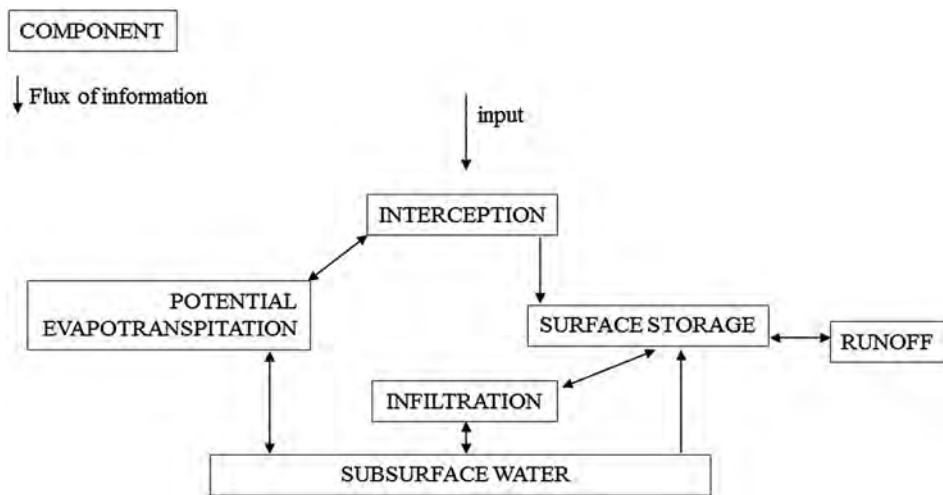 COMPONENT
Flux of information
input
INTERCEPTION
POTENTIAL
EVAPOTRANSPITATION
SURFACE STORAGE
RUNOFF
INFILTRATION
SUBSURFACE WATER